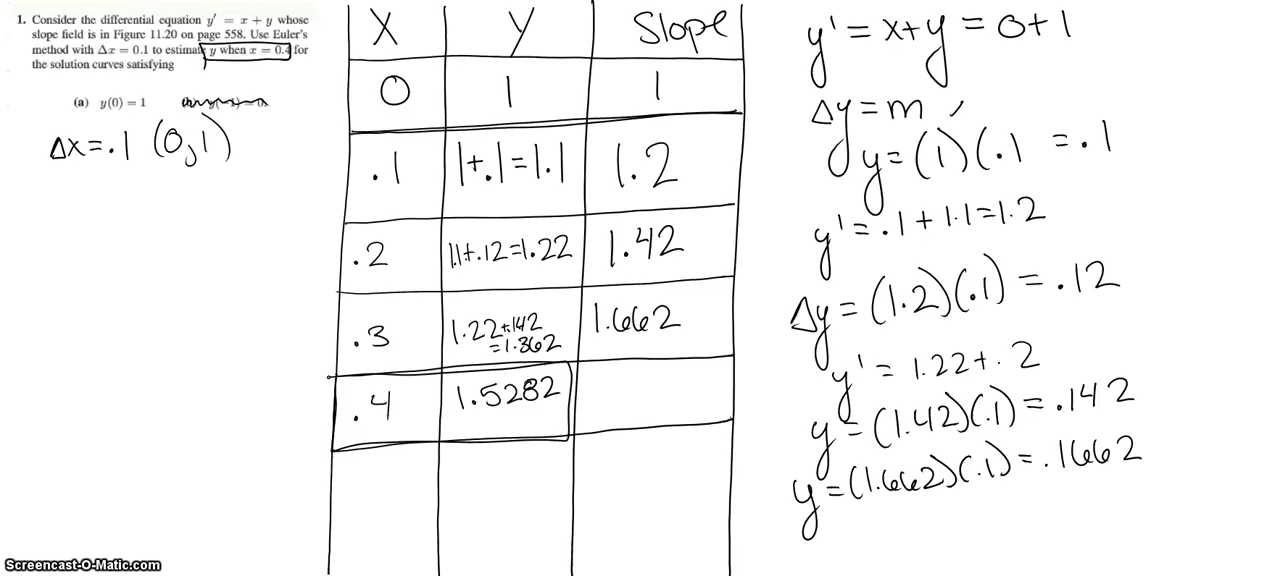 1. Consider the differential equation y′ = x + y whose
slope field is in Figure 11.20 on page 558. Use Euler's
method with Δx = 0.1 to estimate y when x = 0.4 for
the solution curves satisfying
(a) y(0) = 1
Δx = .1 (0,1)
x y Slope
0 1 1
.1 1+.1=1.1 1.2
.2 1.1+.12=1.22 1.42
.3 1.22+.142 1.662
=1.362
.4 1.5282
y' = x+y = 0+1
Δy = m
y = (1)(.1 = .1
y' = .1 + 1.1 = 1.2
Δy = (1.2)(.1) = .12
y' = 1.22 + .2
y = (1.42)(.1) = .142
y = (1.662)(.1) = .1662
Screencast-O-Matic.com